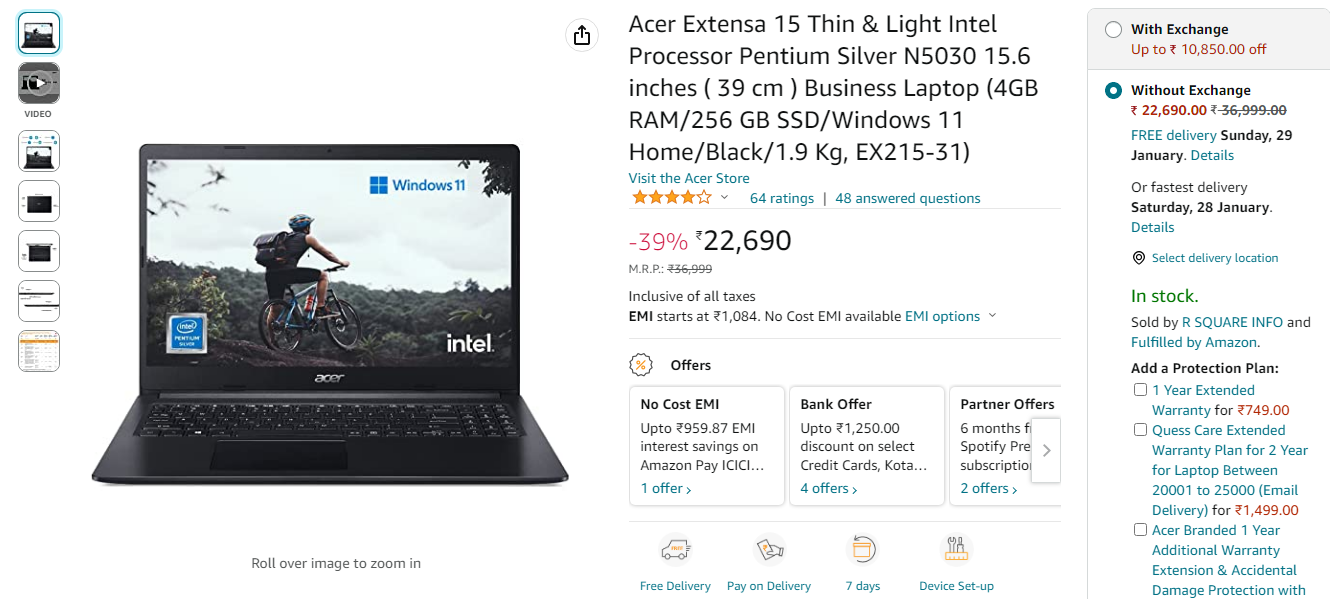 VIDEO
Windows 11
intel
PENTIUM
SILVER
intel.
acer
Roll over image to zoom in
Acer Extensa 15 Thin & Light Intel
Processor Pentium Silver N5030 15.6
inches ( 39 cm ) Business Laptop (4GB
RAM/256 GB SSD/Windows 11
Home/Black/1.9 Kg, EX215-31)
Visit the Acer Store
64 ratings | 48 answered questions
-39% ₹22,690
M.R.P.: ₹36,999
Inclusive of all taxes
EMI starts at ₹1,084. No Cost EMI available EMI options
% Offers
No Cost EMI
Upto ₹959.87 EMI
interest savings on
Amazon Pay ICICI…
1 offer ›
Bank Offer
Upto ₹1,250.00
discount on select
Credit Cards, Kota…
4 offers ›
Partner Offers
6 months f
Spotify Pre
subscription
2 offers ›
FREE
Free Delivery
Pay on Delivery
7 days
Device Set-up
With Exchange
Up to ₹ 10,850.00 off
Without Exchange
₹ 22,690.00 ₹ 36,999.00
FREE delivery Sunday, 29
January. Details
Or fastest delivery
Saturday, 28 January.
Details
Select delivery location
In stock.
Sold by R SQUARE INFO and
Fulfilled by Amazon.
Add a Protection Plan:
1 Year Extended
Warranty for ₹749.00
Quess Care Extended
Warranty Plan for 2 Year
for Laptop Between
20001 to 25000 (Email
Delivery) for ₹1,499.00
Acer Branded 1 Year
Additional Warranty
Extension & Accidental
Damage Protection with